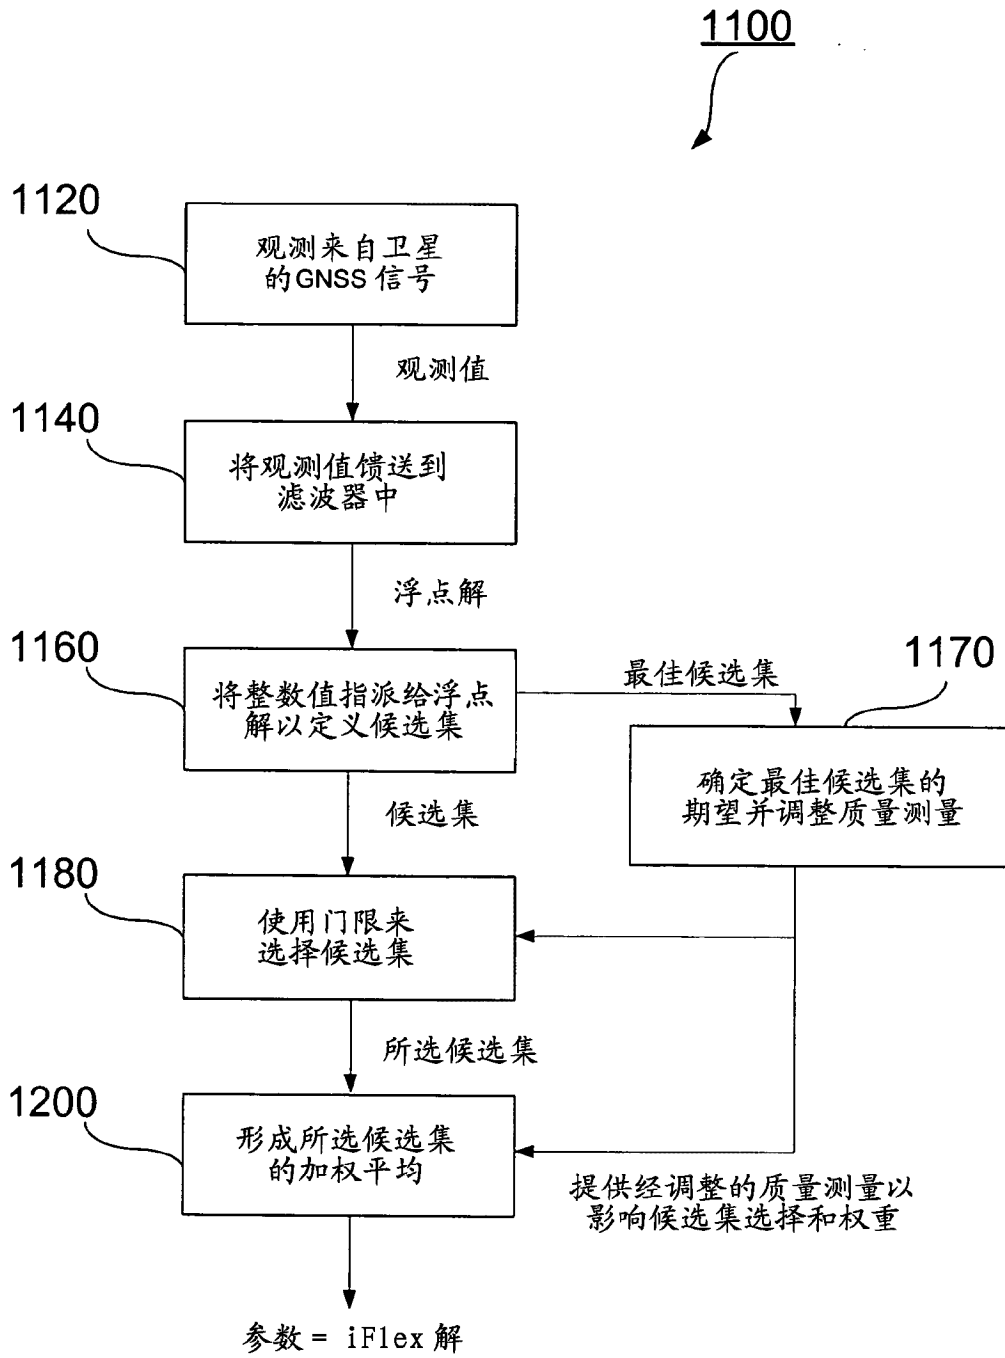 1100
1120
观测来自卫星
的GNSS 信号
观测值
1140
将观测值馈送到
滤波器中
浮点解
1160
将整数值指派给浮点
解以定义候选集
最佳候选集
1170
确定最佳候选集的
期望并调整质量测量
候选集
1180
使用门限来
选择候选集
所选候选集
1200
形成所选候选集
的加权平均
提供经调整的质量测量以
影响候选集选择和权重
参数 = iFlex 解